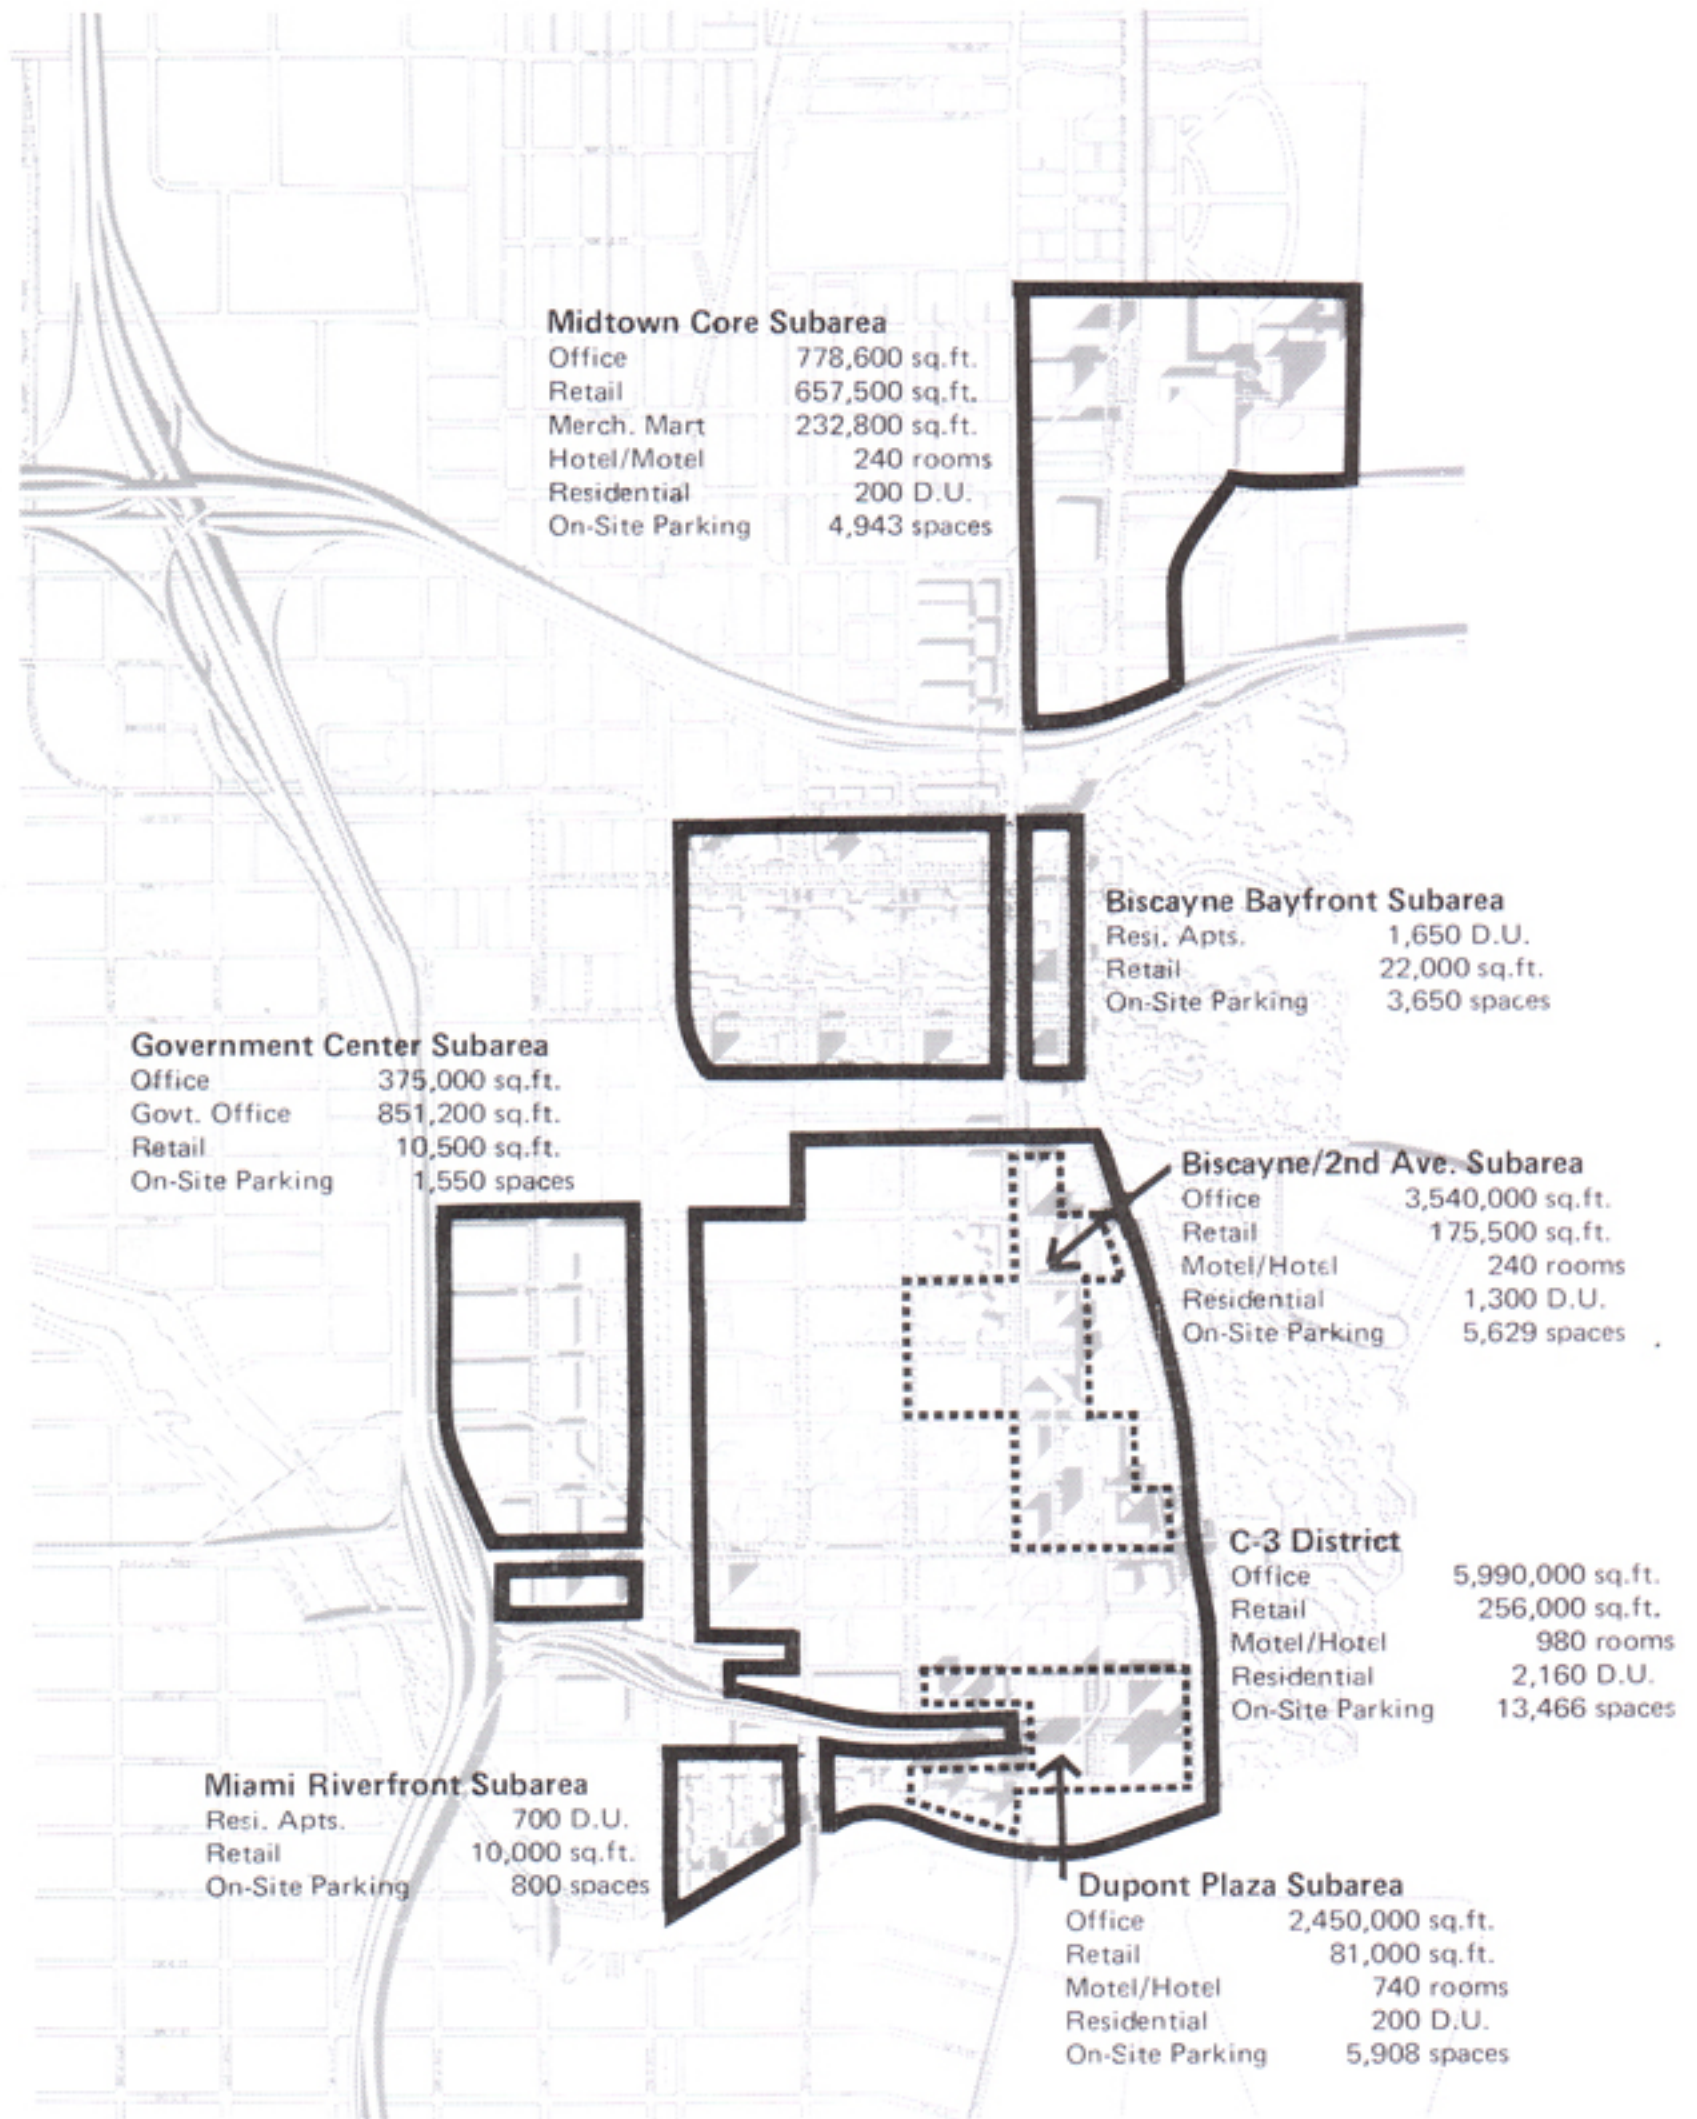 Midtown Core Subarea
Office 778,600 sq.ft.
Retail 657,500 sq.ft.
Merch. Mart 232,800 sq.ft.
Hotel/Motel 240 rooms
Residential 200 D.U.
On-Site Parking 4,943 spaces
Biscayne Bayfront Subarea
Resi. Apts. 1,650 D.U.
Retail 22,000 sq.ft.
On-Site Parking 3,650 spaces
Government Center Subarea
Office 375,000 sq.ft.
Govt. Office 851,200 sq.ft.
Retail 10,500 sq.ft.
On-Site Parking 1,550 spaces
Biscayne/2nd Ave. Subarea
Office 3,540,000 sq.ft.
Retail 175,500 sq.ft.
Motel/Hotel 240 rooms
Residential 1,300 D.U.
On-Site Parking 5,629 spaces
C-3 District
Office 5,990,000 sq.ft.
Retail 256,000 sq.ft.
Motel/Hotel 980 rooms
Residential 2,160 D.U.
On-Site Parking 13,466 spaces
Miami Riverfront Subarea
Resi. Apts. 700 D.U.
Retail 10,000 sq.ft.
On-Site Parking 800 spaces
Dupont Plaza Subarea
Office 2,450,000 sq.ft.
Retail 81,000 sq.ft.
Motel/Hotel 740 rooms
Residential 200 D.U.
On-Site Parking 5,908 spaces